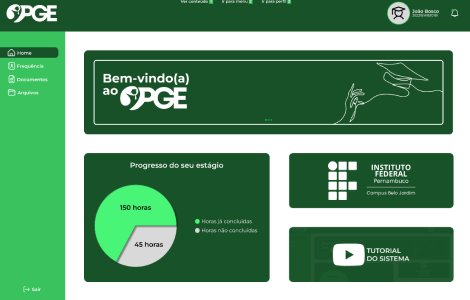 Ver conteúdo
Ir para menu
Ir para perfil
PGE
João Bosco
Home
Frequência
Documentos
Arquivos
Sair
Bem-vindo(a)
ao PGE
Progresso do seu estágio
150 horas
45 horas
Horas já concluídas
Horas não concluídas
INSTITUTO
FEDERAL
Pernambuco
Campus Belo Jardim
TUTORIAL
DO SISTEMA